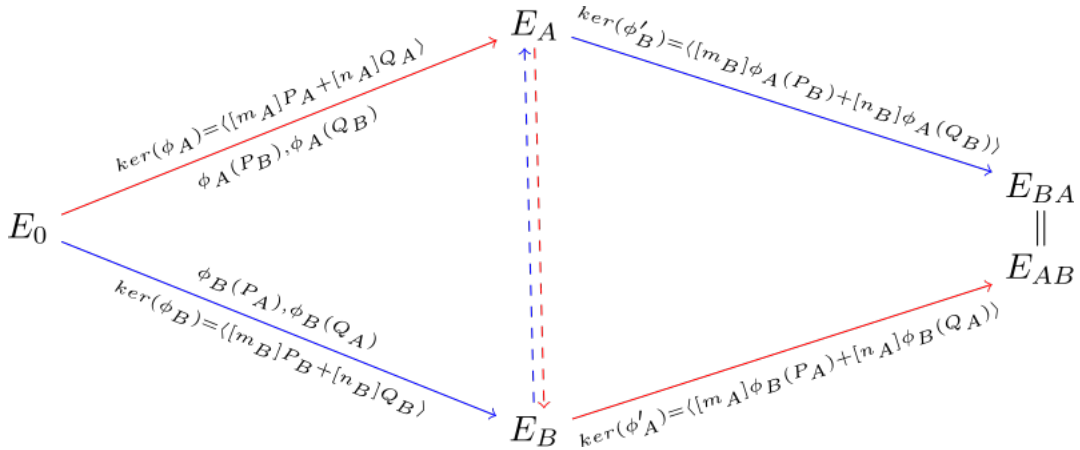 E_A
ker(ϕ_A)=⟨[m_A]P_A+[n_A]Q_A⟩
ϕ_A(P_B),ϕ_A(Q_B)
ker(ϕ'_B)=⟨[m_B]ϕ_A(P_B)+[n_B]ϕ_A(Q_B)⟩
E_0
E_BA
||
E_AB
ϕ_B(P_A),ϕ_B(Q_A)
ker(ϕ_B)=⟨[m_B]P_B+[n_B]Q_B⟩
E_B
ker(ϕ'_A)=⟨[m_A]ϕ_B(P_A)+[n_A]ϕ_B(Q_A)⟩